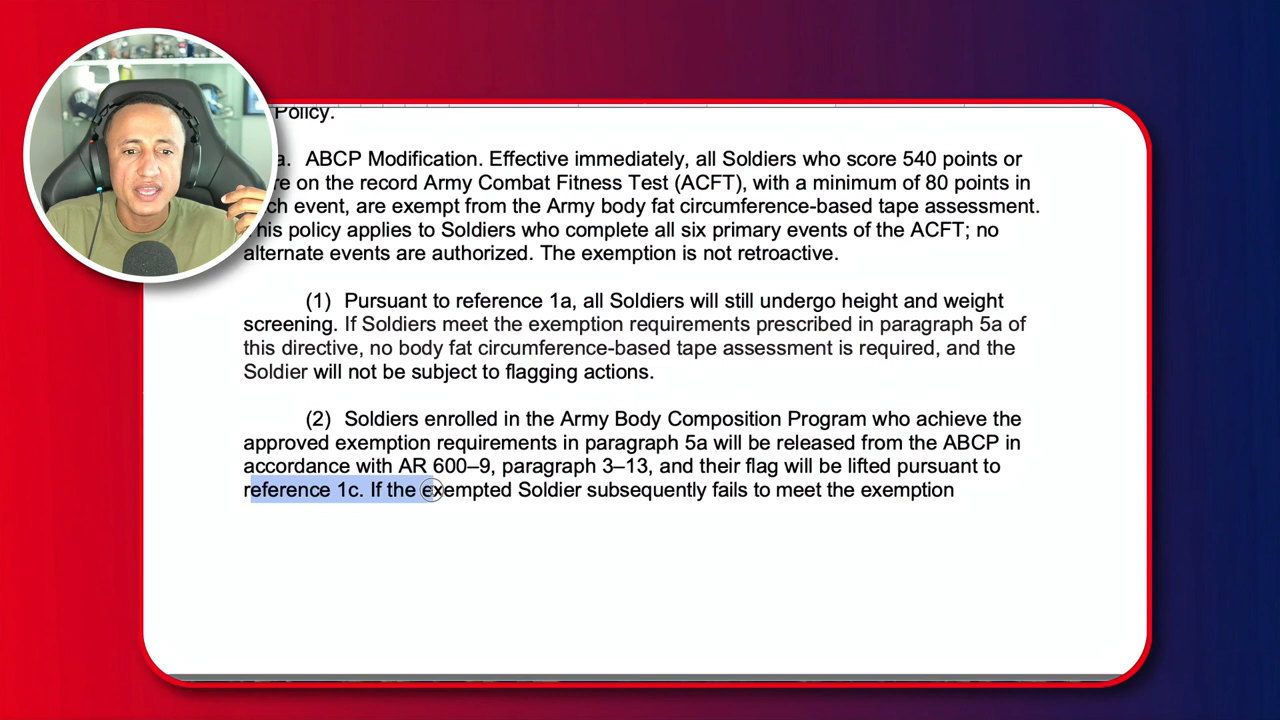 Policy.
a. ABCP Modification. Effective immediately, all Soldiers who score 540 points or
re on the record Army Combat Fitness Test (ACFT), with a minimum of 80 points in
ch event, are exempt from the Army body fat circumference-based tape assessment.
his policy applies to Soldiers who complete all six primary events of the ACFT; no
alternate events are authorized. The exemption is not retroactive.
(1) Pursuant to reference 1a, all Soldiers will still undergo height and weight
screening. If Soldiers meet the exemption requirements prescribed in paragraph 5a of
this directive, no body fat circumference-based tape assessment is required, and the
Soldier will not be subject to flagging actions.
(2) Soldiers enrolled in the Army Body Composition Program who achieve the
approved exemption requirements in paragraph 5a will be released from the ABCP in
accordance with AR 600–9, paragraph 3–13, and their flag will be lifted pursuant to
reference 1c. If the exempted Soldier subsequently fails to meet the exemption